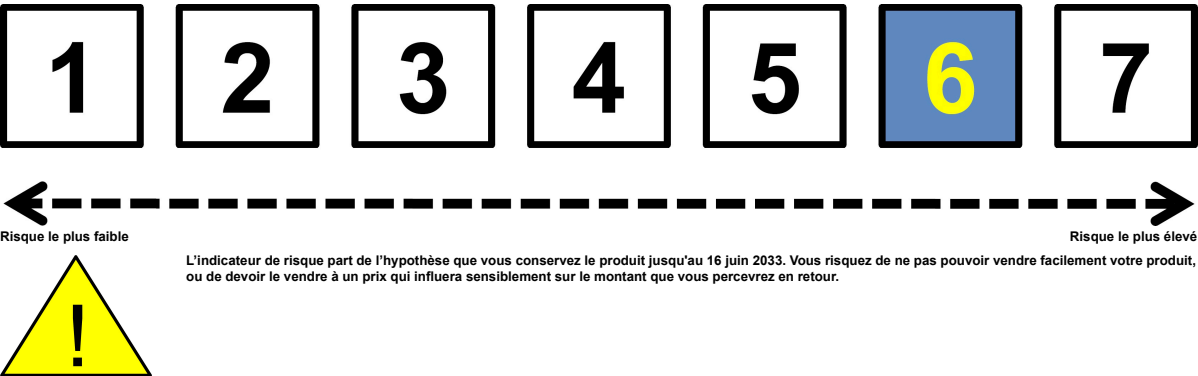 1 2 3 4 5 6 7
Risque le plus faible Risque le plus élevé
L'indicateur de risque part de l’hypothèse que vous conservez le produit jusqu'au 16 juin 2033. Vous risquez de ne pas pouvoir vendre facilement votre produit,
ou de devoir le vendre à un prix qui influera sensiblement sur le montant que vous percevrez en retour.
!